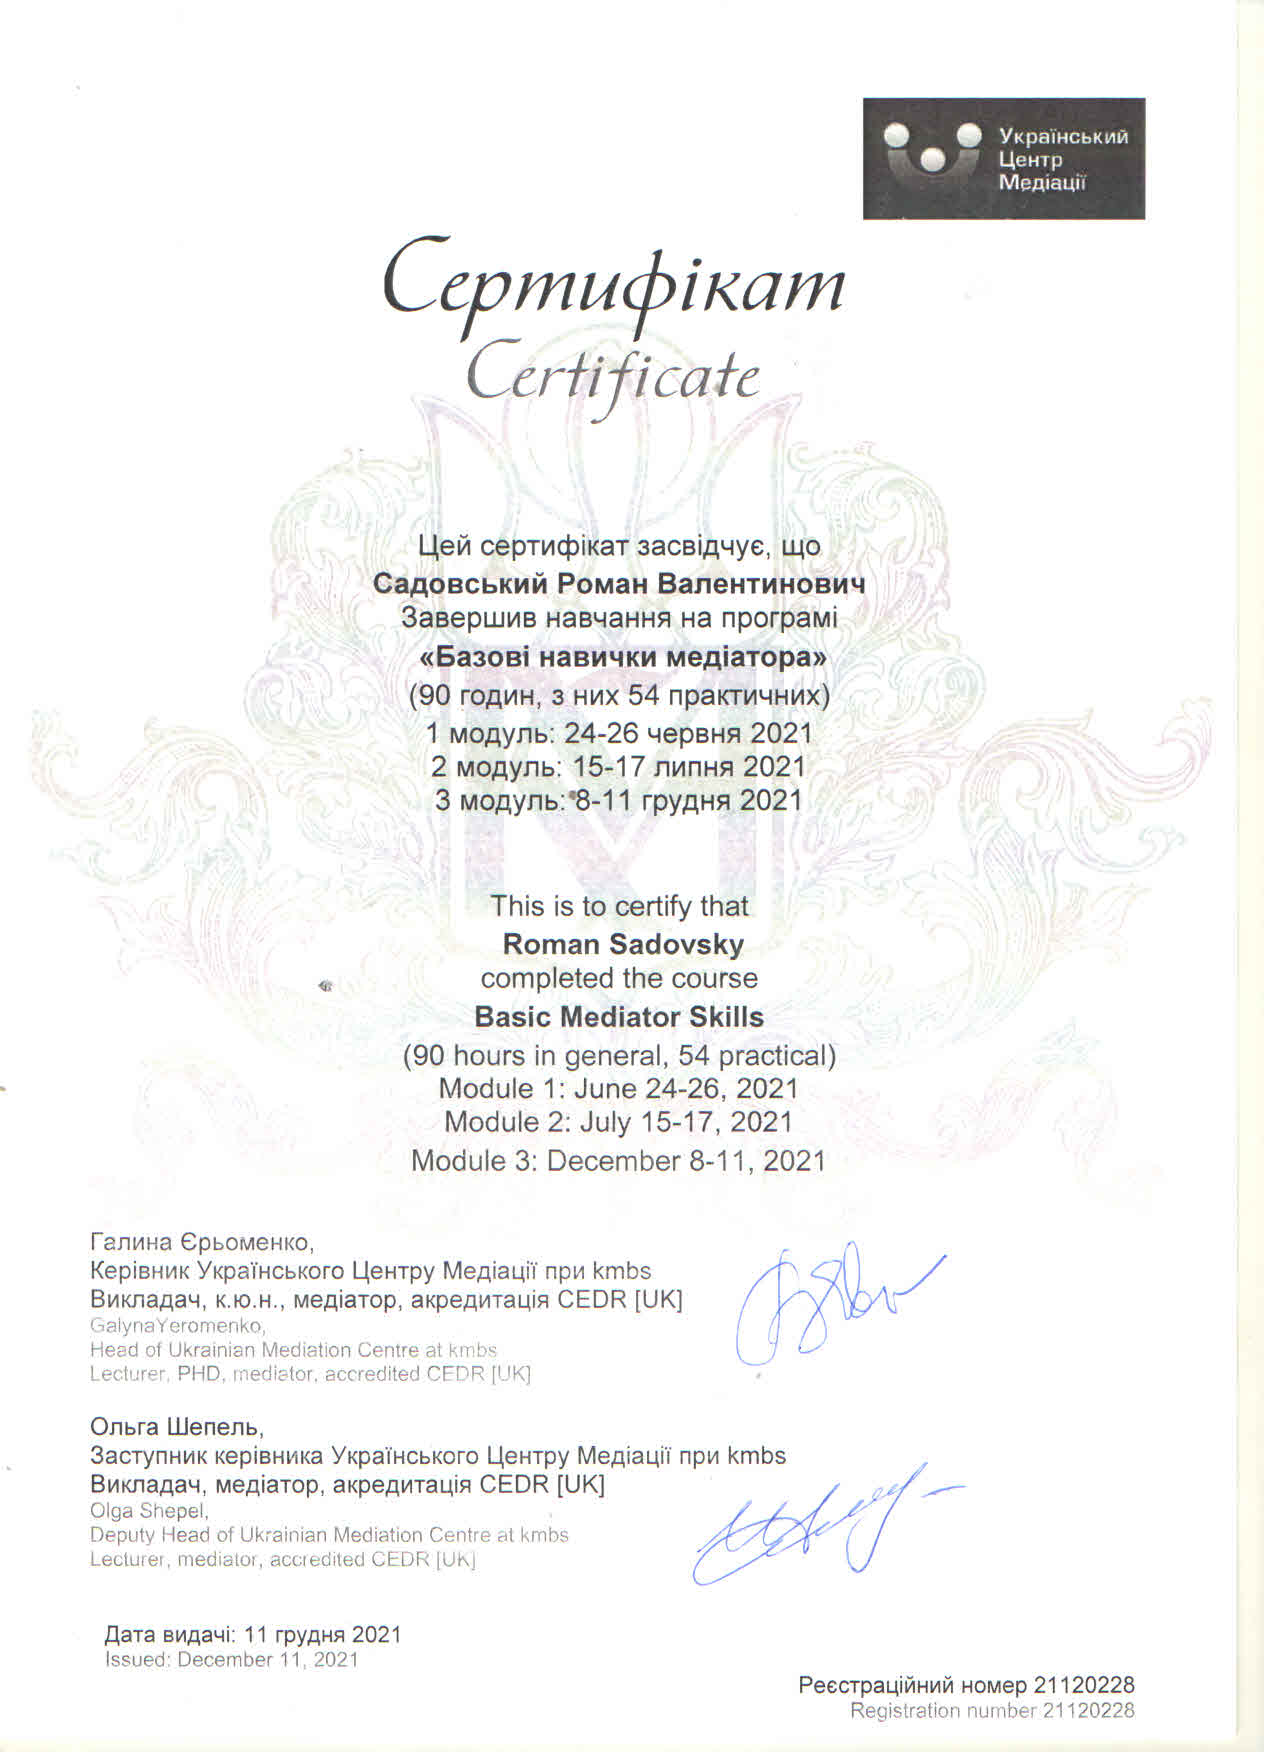 Український
Центр
Медіації
Сертифікат
Certificate
Цей сертифікат засвідчує, що
Садовський Роман Валентинович
Завершив навчання на програмі
«Базові навички медіатора»
(90 годин, з них 54 практичних)
1 модуль: 24-26 червня 2021
2 модуль: 15-17 липня 2021
3 модуль: 8-11 грудня 2021
This is to certify that
Roman Sadovsky
completed the course
Basic Mediator Skills
(90 hours in general, 54 practical)
Module 1: June 24-26, 2021
Module 2: July 15-17, 2021
Module 3: December 8-11, 2021
Галина Єрьоменко,
Керівник Українського Центру Медіації при kmbs
Викладач, к.ю.н., медіатор, акредитація CEDR [UK]
GalynaYeromenko,
Head of Ukrainian Mediation Centre at kmbs
Lecturer, PHD, mediator, accredited CEDR [UK]
Ольга Шепель,
Заступник керівника Українського Центру Медіації при kmbs
Викладач, медіатор, акредитація CEDR [UK]
Olga Shepel,
Deputy Head of Ukrainian Mediation Centre at kmbs
Lecturer, mediator, accredited CEDR [UK]
Дата видачі: 11 грудня 2021
Issued: December 11, 2021
Реєстраційний номер 21120228
Registration number 21120228